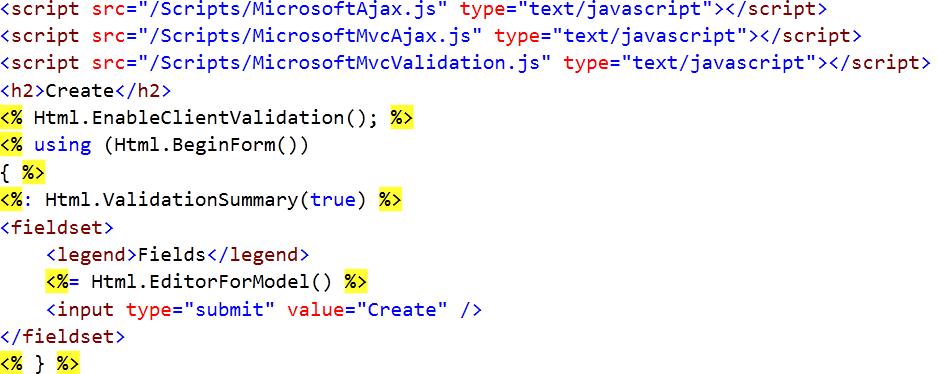 <script src="/Scripts/MicrosoftAjax.js" type="text/javascript"></script>
<script src="/Scripts/MicrosoftMvcAjax.js" type="text/javascript"></script>
<script src="/Scripts/MicrosoftMvcValidation.js" type="text/javascript"></script>
<h2>Create</h2>
<% Html.EnableClientValidation(); %>
<% using (Html.BeginForm())
{ %>
<%: Html.ValidationSummary(true) %>
<fieldset>
    <legend>Fields</legend>
    <%= Html.EditorForModel() %>
    <input type="submit" value="Create" />
</fieldset>
<% } %>